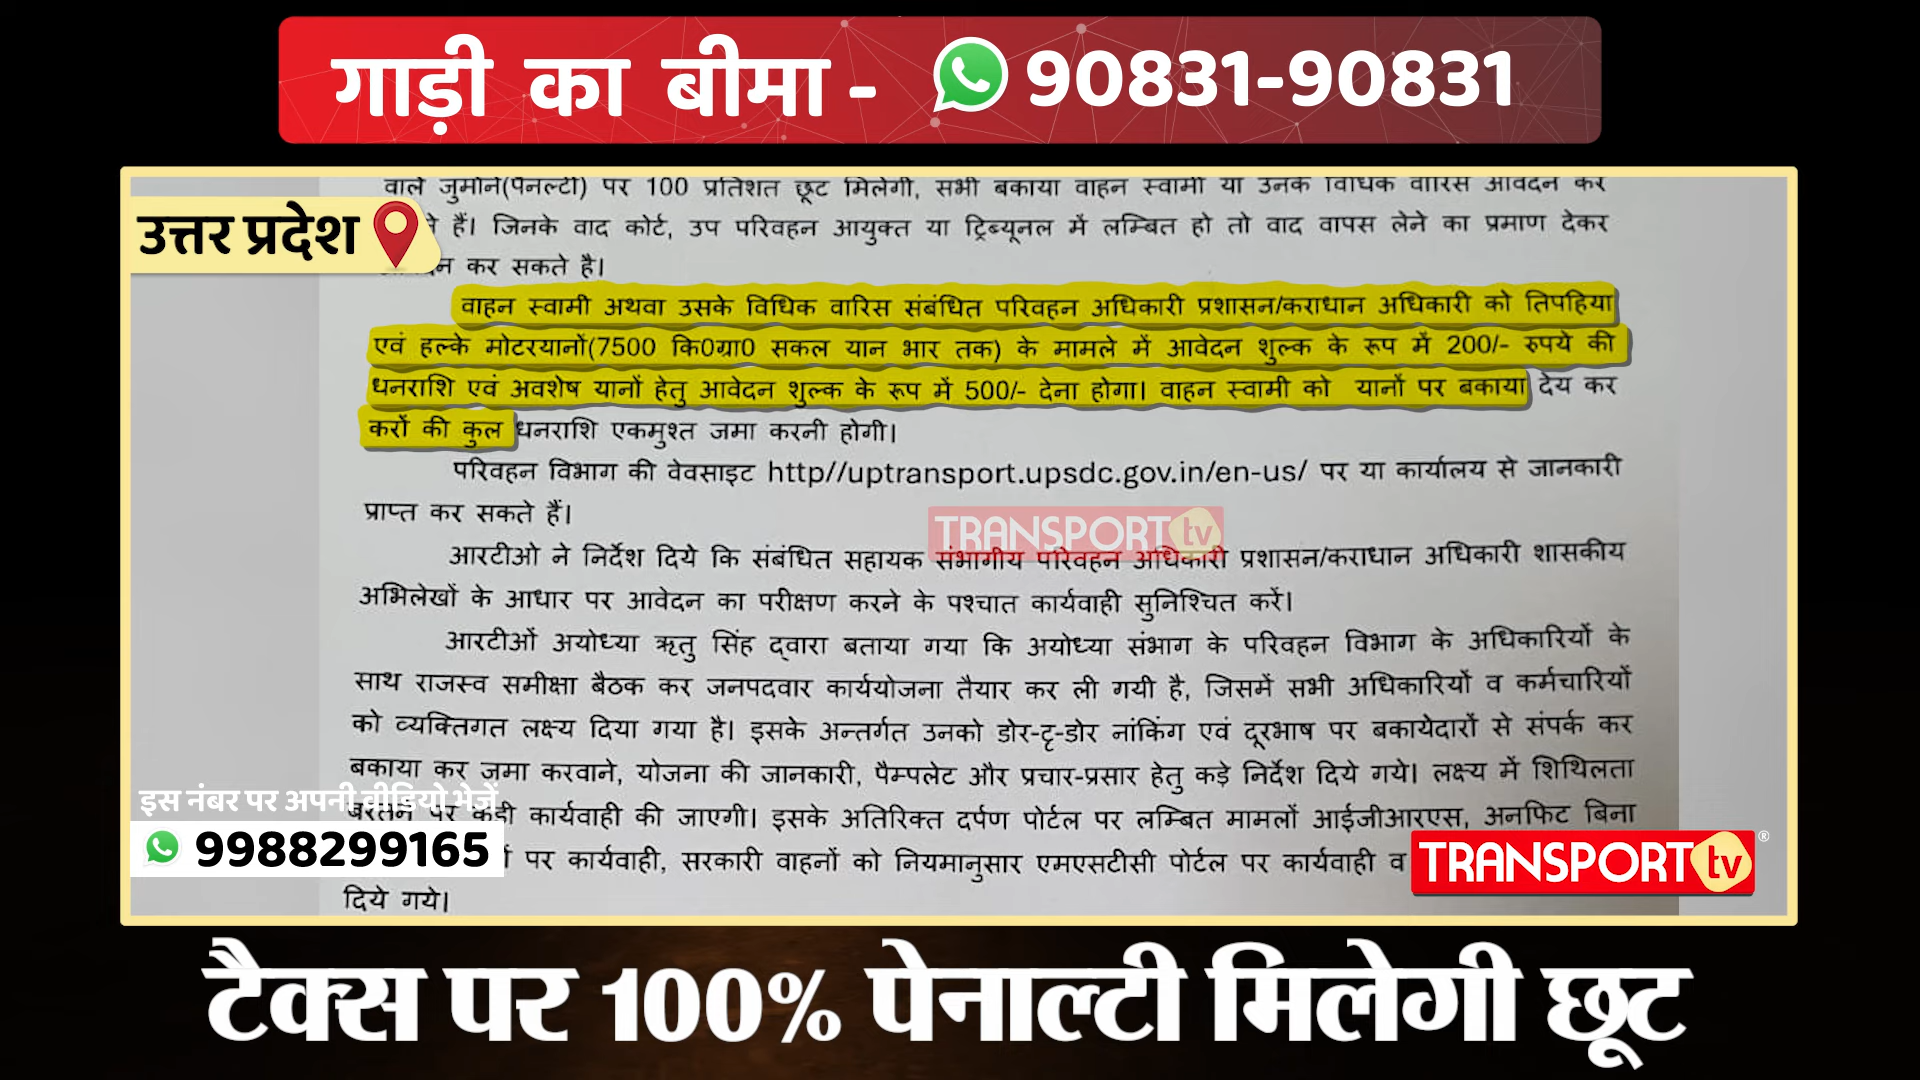 गाड़ी का बीमा - 90831-90831
वाले जुर्माने(पेनल्टी) पर 100 प्रतिशत छूट मिलेगी, सभी बकाया वाहन स्वामी या उनके विधिक वारिस आवेदन कर
उत्तर प्रदेश
हैं। जिनके वाद कोर्ट, उप परिवहन आयुक्त या ट्रिब्यूनल में लम्बित हो तो वाद वापस लेने का प्रमाण देकर
कर सकते है।
वाहन स्वामी अथवा उसके विधिक वारिस संबंधित परिवहन अधिकारी प्रशासन/कराधान अधिकारी को तिपहिया
एवं हल्के मोटरयानों(7500 कि0ग्रा0 सकल यान भार तक) के मामले में आवेदन शुल्क के रूप में 200/- रुपये की
धनराशि एवं अवशेष यानों हेतु आवेदन शुल्क के रूप में 500/- देना होगा। वाहन स्वामी को यानों पर बकाया देय कर
करों की कुल धनराशि एकमुश्त जमा करनी होगी।
परिवहन विभाग की वेवसाइट http//uptransport.upsdc.gov.in/en-us/ पर या कार्यालय से जानकारी
प्राप्त कर सकते हैं।
TRANSPORT tv
आरटीओ ने निर्देश दिये कि संबंधित सहायक संभागीय परिवहन अधिकारी प्रशासन/कराधान अधिकारी शासकीय
अभिलेखों के आधार पर आवेदन का परीक्षण करने के पश्चात कार्यवाही सुनिश्चित करें।
आरटीओं अयोध्या ऋतु सिंह द्वारा बताया गया कि अयोध्या संभाग के परिवहन विभाग के अधिकारियों के
साथ राजस्व समीक्षा बैठक कर जनपदवार कार्ययोजना तैयार कर ली गयी है, जिसमें सभी अधिकारियों व कर्मचारियों
को व्यक्तिगत लक्ष्य दिया गया है। इसके अन्तर्गत उनको डोर-टृ-डोर नांकिंग एवं दूरभाष पर बकायेदारों से संपर्क कर
बकाया कर जमा करवाने, योजना की जानकारी, पैम्पलेट और प्रचार-प्रसार हेतु कड़े निर्देश दिये गये। लक्ष्य में शिथिलता
इस नंबर पर अपनी वीडियो भेजें
बरतने पर कड़ी कार्यवाही की जाएगी। इसके अतिरिक्त दर्पण पोर्टल पर लम्बित मामलों आईजीआरएस, अनफिट बिना
9988299165
पर कार्यवाही, सरकारी वाहनों को नियमानुसार एमएसटीसी पोर्टल पर कार्यवाही व
TRANSPORT tv ®
दिये गये।
टैक्स पर 100% पेनाल्टी मिलेगी छूट